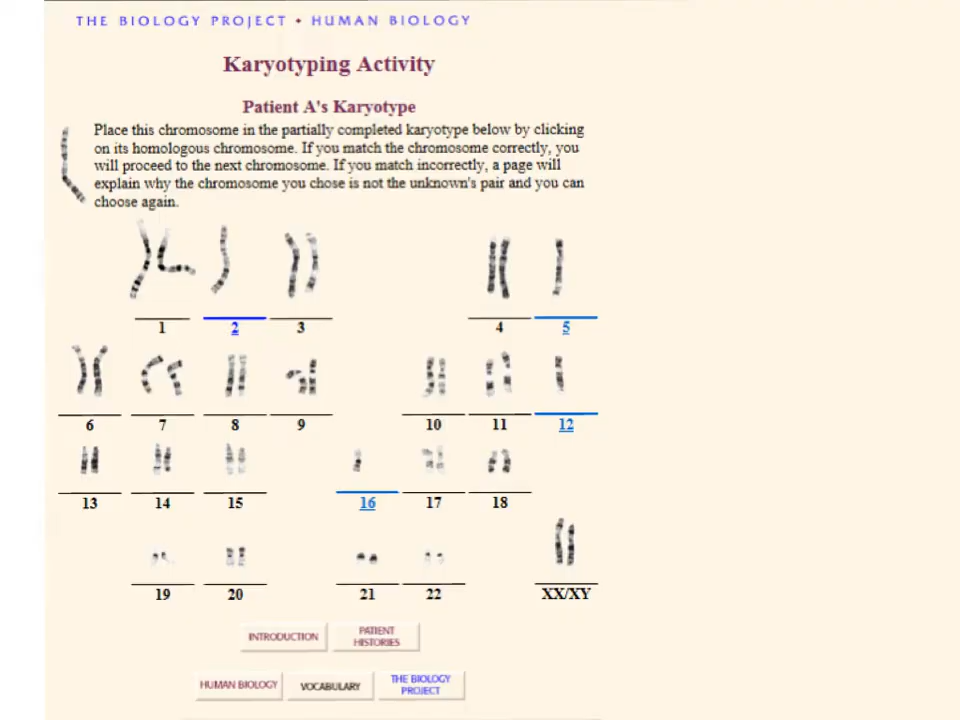 THE BIOLOGY PROJECT • HUMAN BIOLOGY
Karyotyping Activity
Patient A's Karyotype
Place this chromosome in the partially completed karyotype below by clicking
on its homologous chromosome. If you match the chromosome correctly, you
will proceed to the next chromosome. If you match incorrectly, a page will
explain why the chromosome you chose is not the unknown's pair and you can
choose again.
1 2 3 4 5
6 7 8 9 10 11 12
13 14 15 16 17 18
19 20 21 22 XX/XY
INTRODUCTION
PATIENT
HISTORIES
HUMAN BIOLOGY
VOCABULARY
THE BIOLOGY
PROJECT